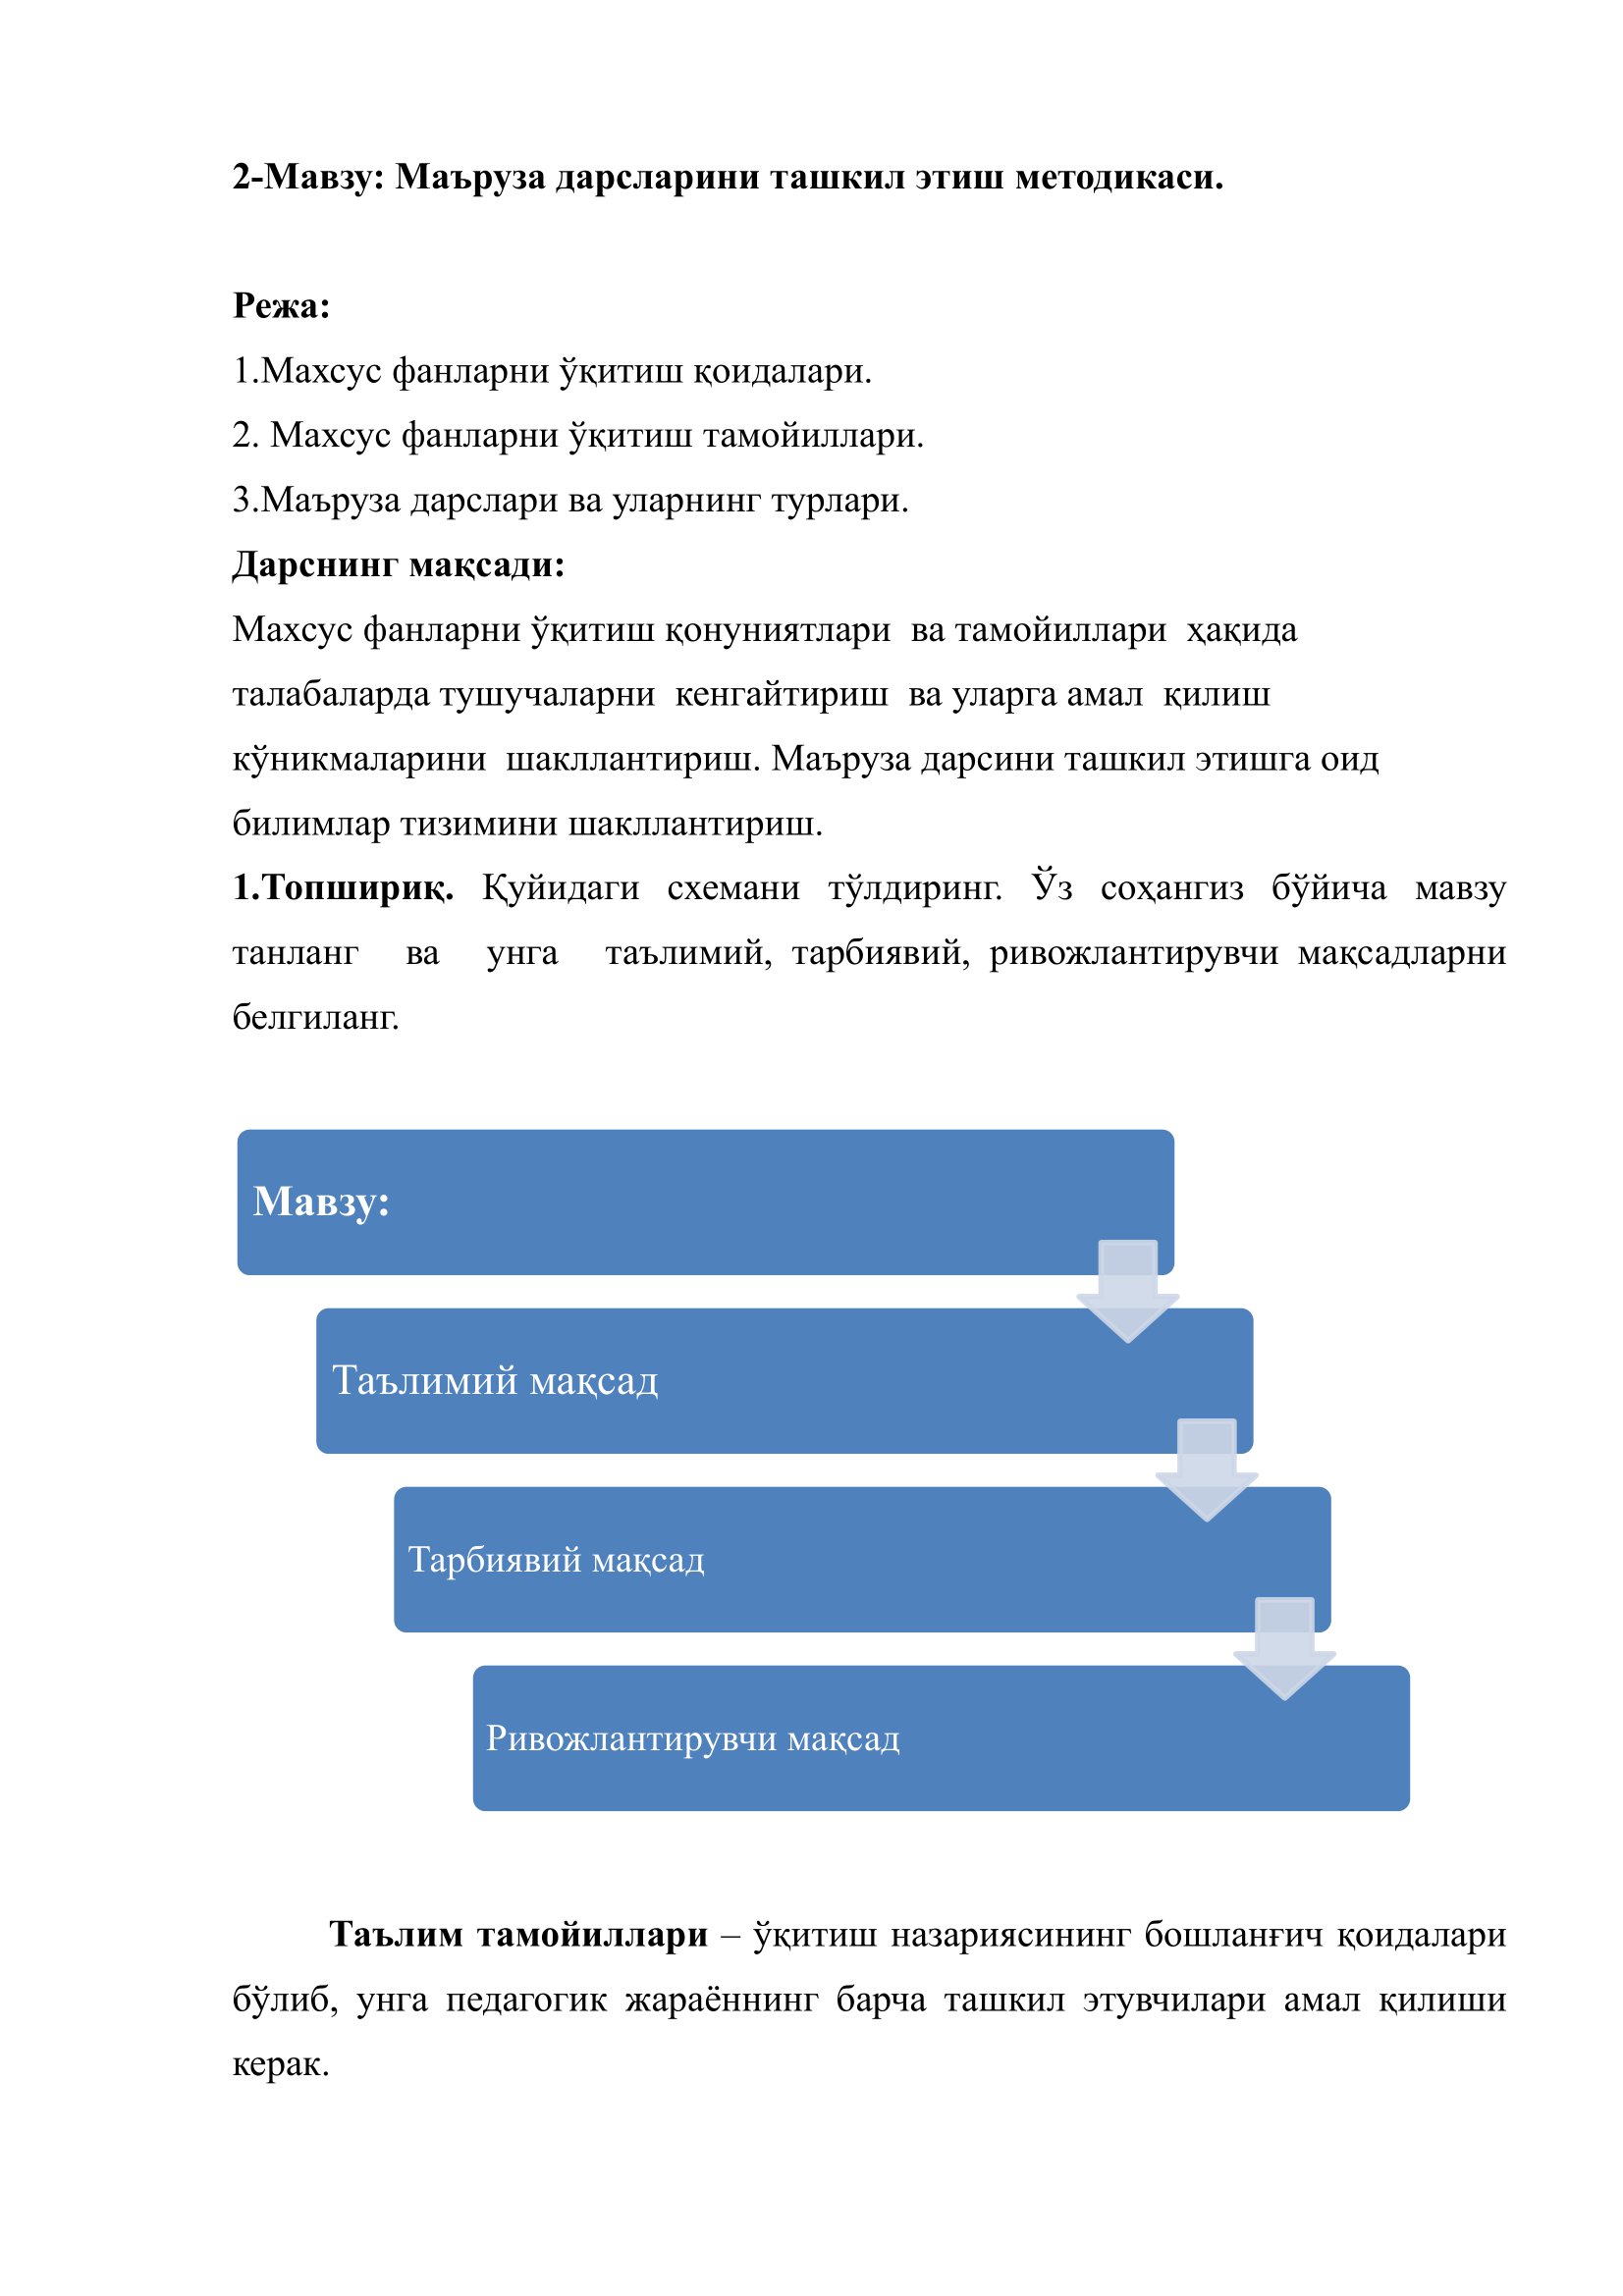 2-Мавзу: Маъруза дарсларини ташкил этиш методикаси.
Режа:
1.Махсус фанларни ўқитиш қоидалари.
2. Махсус фанларни ўқитиш тамойиллари.
3.Маъруза дарслари ва уларнинг турлари.
Дарснинг мақсади:
Махсус фанларни ўқитиш қонуниятлари ва тамойиллари ҳақида
талабаларда тушучаларни кенгайтириш ва уларга амал қилиш
кўникмаларини шакллантириш. Маъруза дарсини ташкил этишга оид
билимлар тизимини шакллантириш.
1.Топшириқ. Қуйидаги схемани тўлдиринг. Ўз соҳангиз бўйича мавзу
танланг ва унга таълимий, тарбиявий, ривожлантирувчи мақсадларни
белгиланг.
Мавзу:
Таълимий мақсад
Тарбиявий мақсад
Ривожлантирувчи мақсад
Таълим тамойиллари – ўқитиш назариясининг бошланғич қоидалари
бўлиб, унга педагогик жараённинг барча ташкил этувчилари амал қилиши
керак.